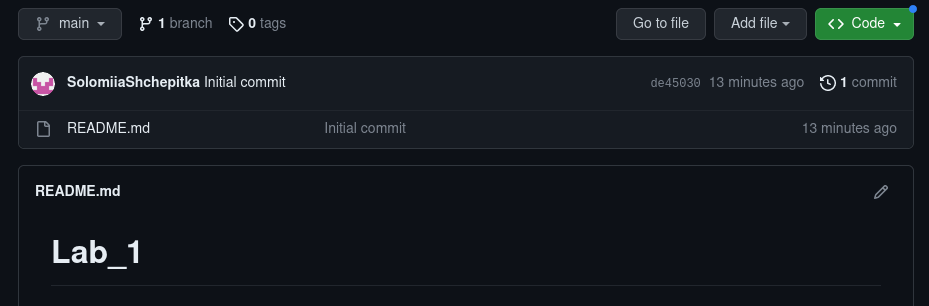 main 1 branch 0 tags Go to file Add file Code
SolomiiaShchepitka Initial commit de45030 13 minutes ago 1 commit
README.md Initial commit 13 minutes ago
README.md
Lab_1